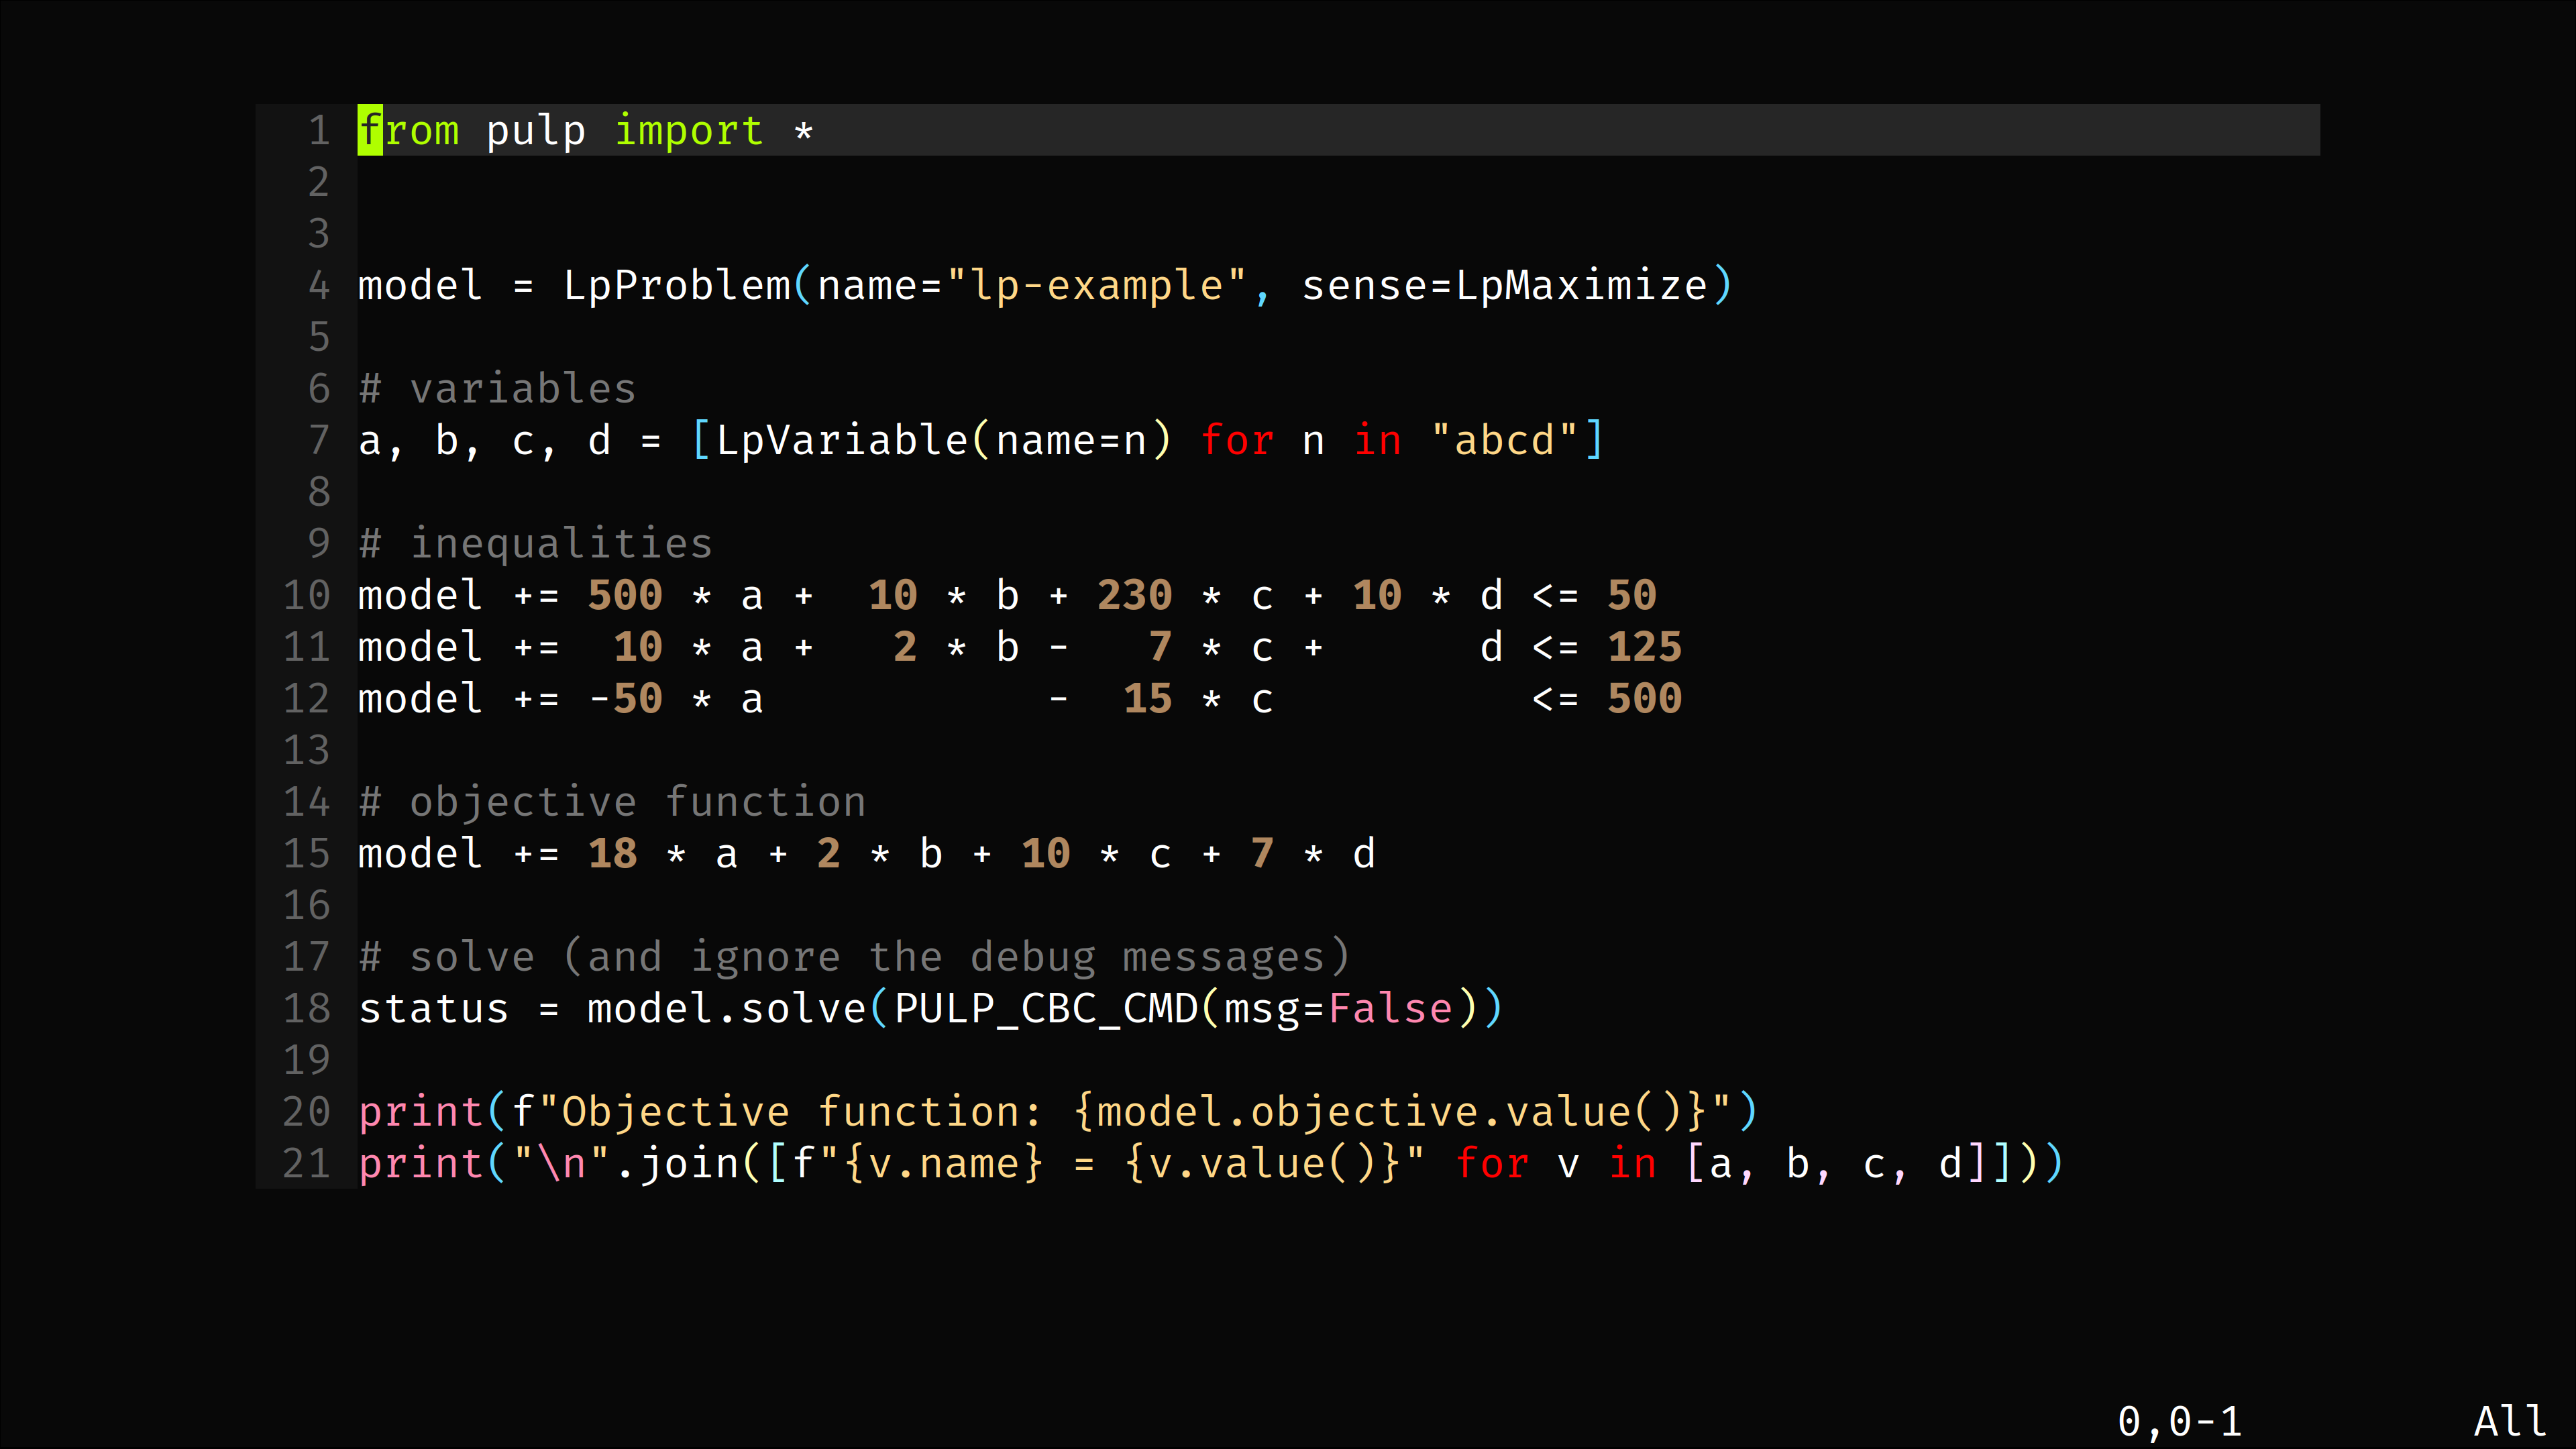 1 from pulp import *
2
3
4 model = LpProblem(name="lp-example", sense=LpMaximize)
5
6 # variables
7 a, b, c, d = [LpVariable(name=n) for n in "abcd"]
8
9 # inequalities
10 model += 500 * a +  10 * b + 230 * c + 10 * d <= 50
11 model +=  10 * a +   2 * b -   7 * c +      d <= 125
12 model += -50 * a           -  15 * c          <= 500
13
14 # objective function
15 model += 18 * a + 2 * b + 10 * c + 7 * d
16
17 # solve (and ignore the debug messages)
18 status = model.solve(PULP_CBC_CMD(msg=False))
19
20 print(f"Objective function: {model.objective.value()}")
21 print("\n".join([f"{v.name} = {v.value()}" for v in [a, b, c, d]]))
0,0-1 All